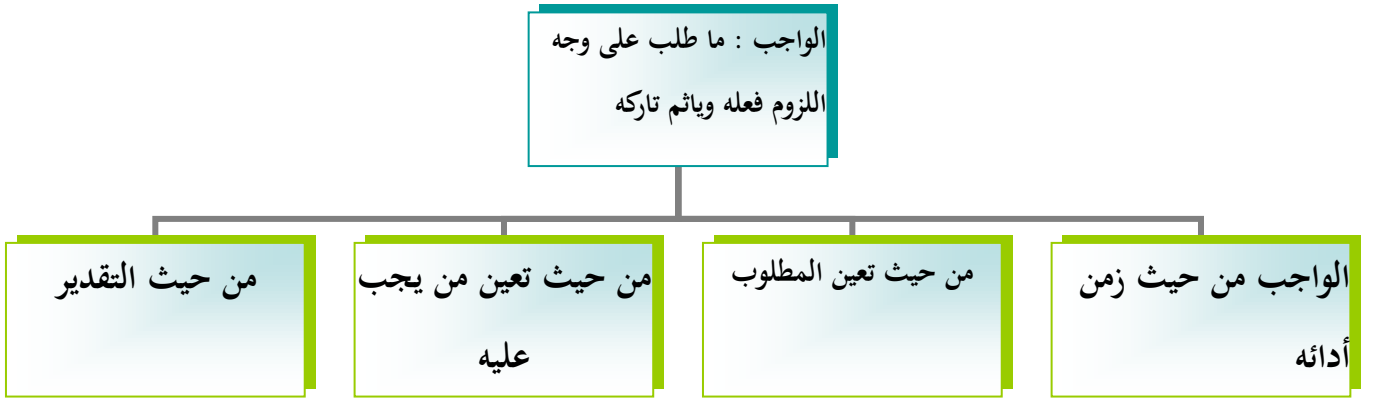 الواجب : ما طلب على وجه
اللزوم فعله وياثم تاركه
الواجب من حيث زمن
أدائه
من حيث تعين المطلوب
من حيث تعين من يجب
عليه
من حيث التقدير